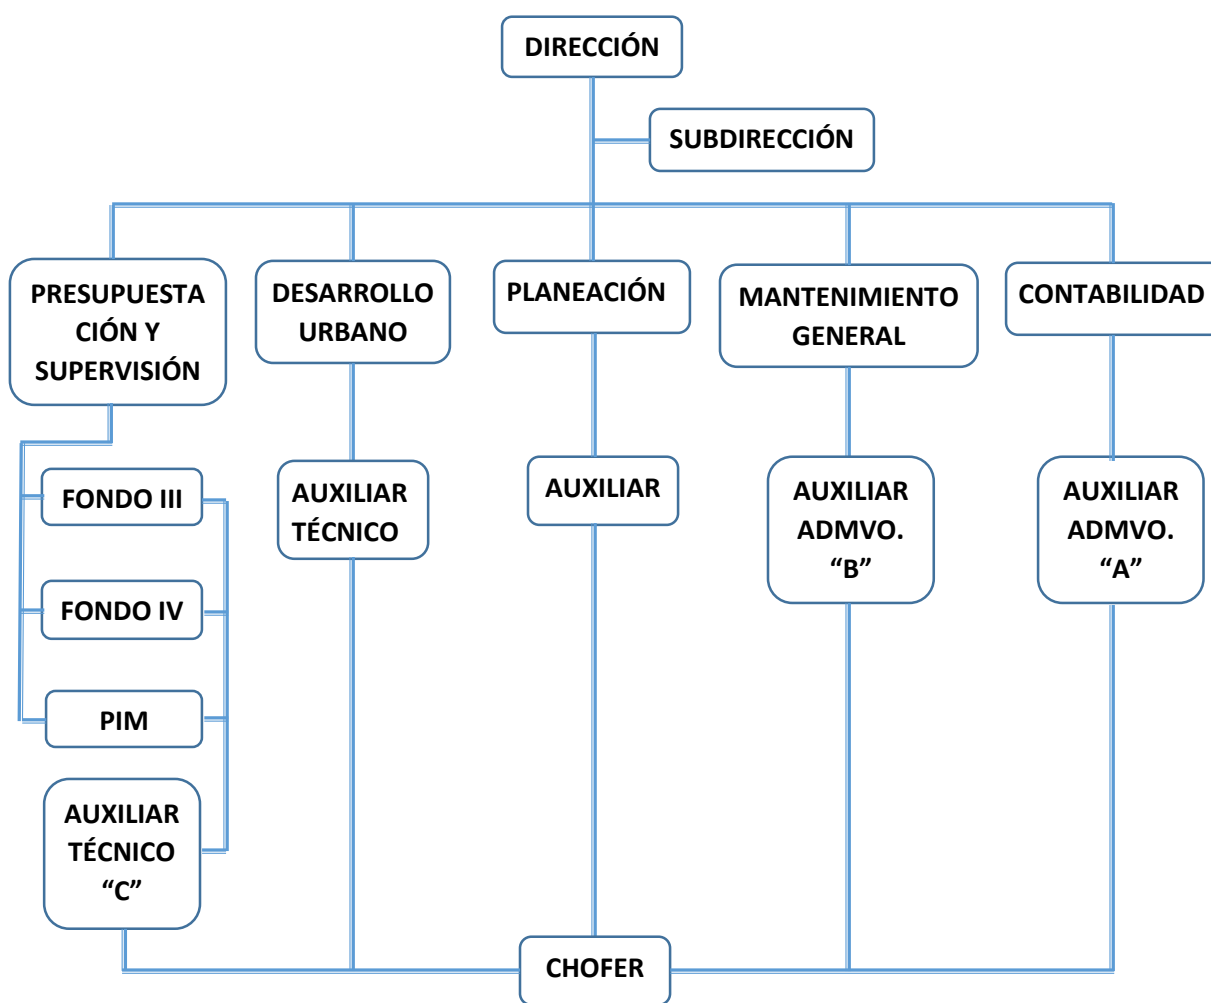 DIRECCIÓN
SUBDIRECCIÓN
PRESUPUESTA
CIÓN Y
SUPERVISIÓN
DESARROLLO
URBANO
PLANEACIÓN
MANTENIMIENTO
GENERAL
CONTABILIDAD
FONDO III
FONDO IV
PIM
AUXILIAR
TÉCNICO
“C”
AUXILIAR
TÉCNICO
AUXILIAR
AUXILIAR
ADMVO.
“B”
AUXILIAR
ADMVO.
“A”
CHOFER